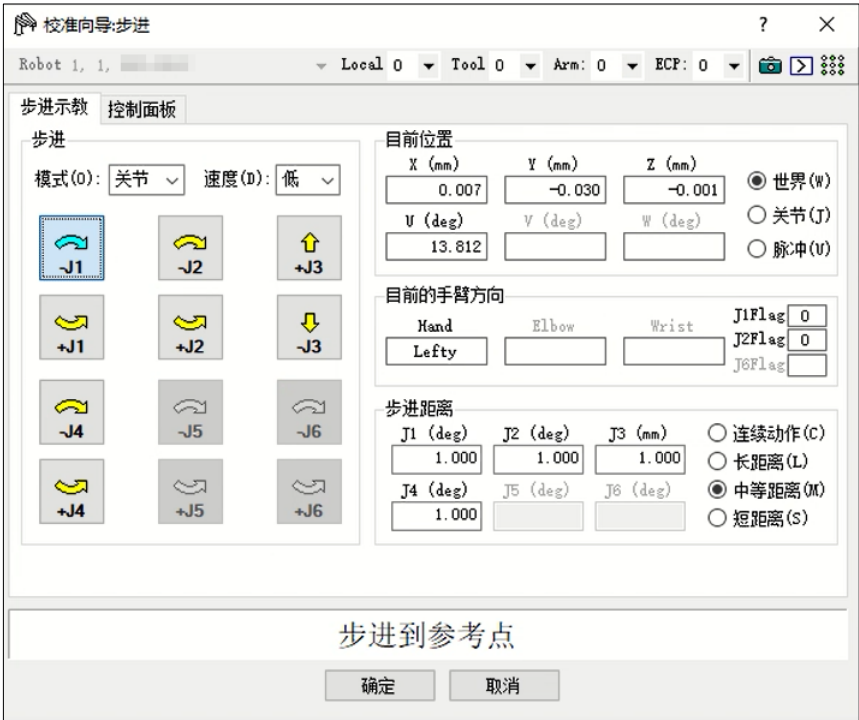 校准向导:步进
?
Robot 1, 1,
Local 0 Tool 0 Arm: 0 ECP: 0
步进示教 控制面板
步进
模式(O): 关节 速度(D): 低
-J1 -J2 +J3
+J1 +J2 -J3
-J4 -J5 -J6
+J4 +J5 +J6
目前位置
X (mm) Y (mm) Z (mm)
0.007 -0.030 -0.001
U (deg) V (deg) W (deg)
13.812
世界(W)
关节(J)
脉冲(U)
目前的手臂方向
Hand Elbow Wrist
Lefty
J1Flag 0
J2Flag 0
J6Flag
步进距离
J1 (deg) J2 (deg) J3 (mm)
1.000 1.000 1.000
J4 (deg) J5 (deg) J6 (deg)
1.000
连续动作(C)
长距离(L)
中等距离(M)
短距离(S)
步进到参考点
确定 取消